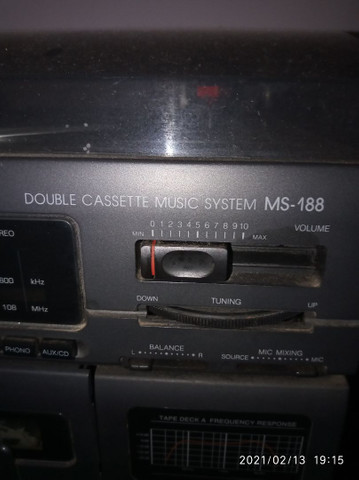 DOUBLE CASSETTE MUSIC SYSTEM MS-188
0 1 2 3 4 5 6 7 8 9 10
MIN MAX
VOLUME
REO
kHz
108 MHz
DOWN TUNING UP
PHONO AUX/CD
BALANCE
L R
MIC MIXING
SOURCE MIC
TAPE DECK A FREQUENCY RESPONSE
2021/02/13 19:15